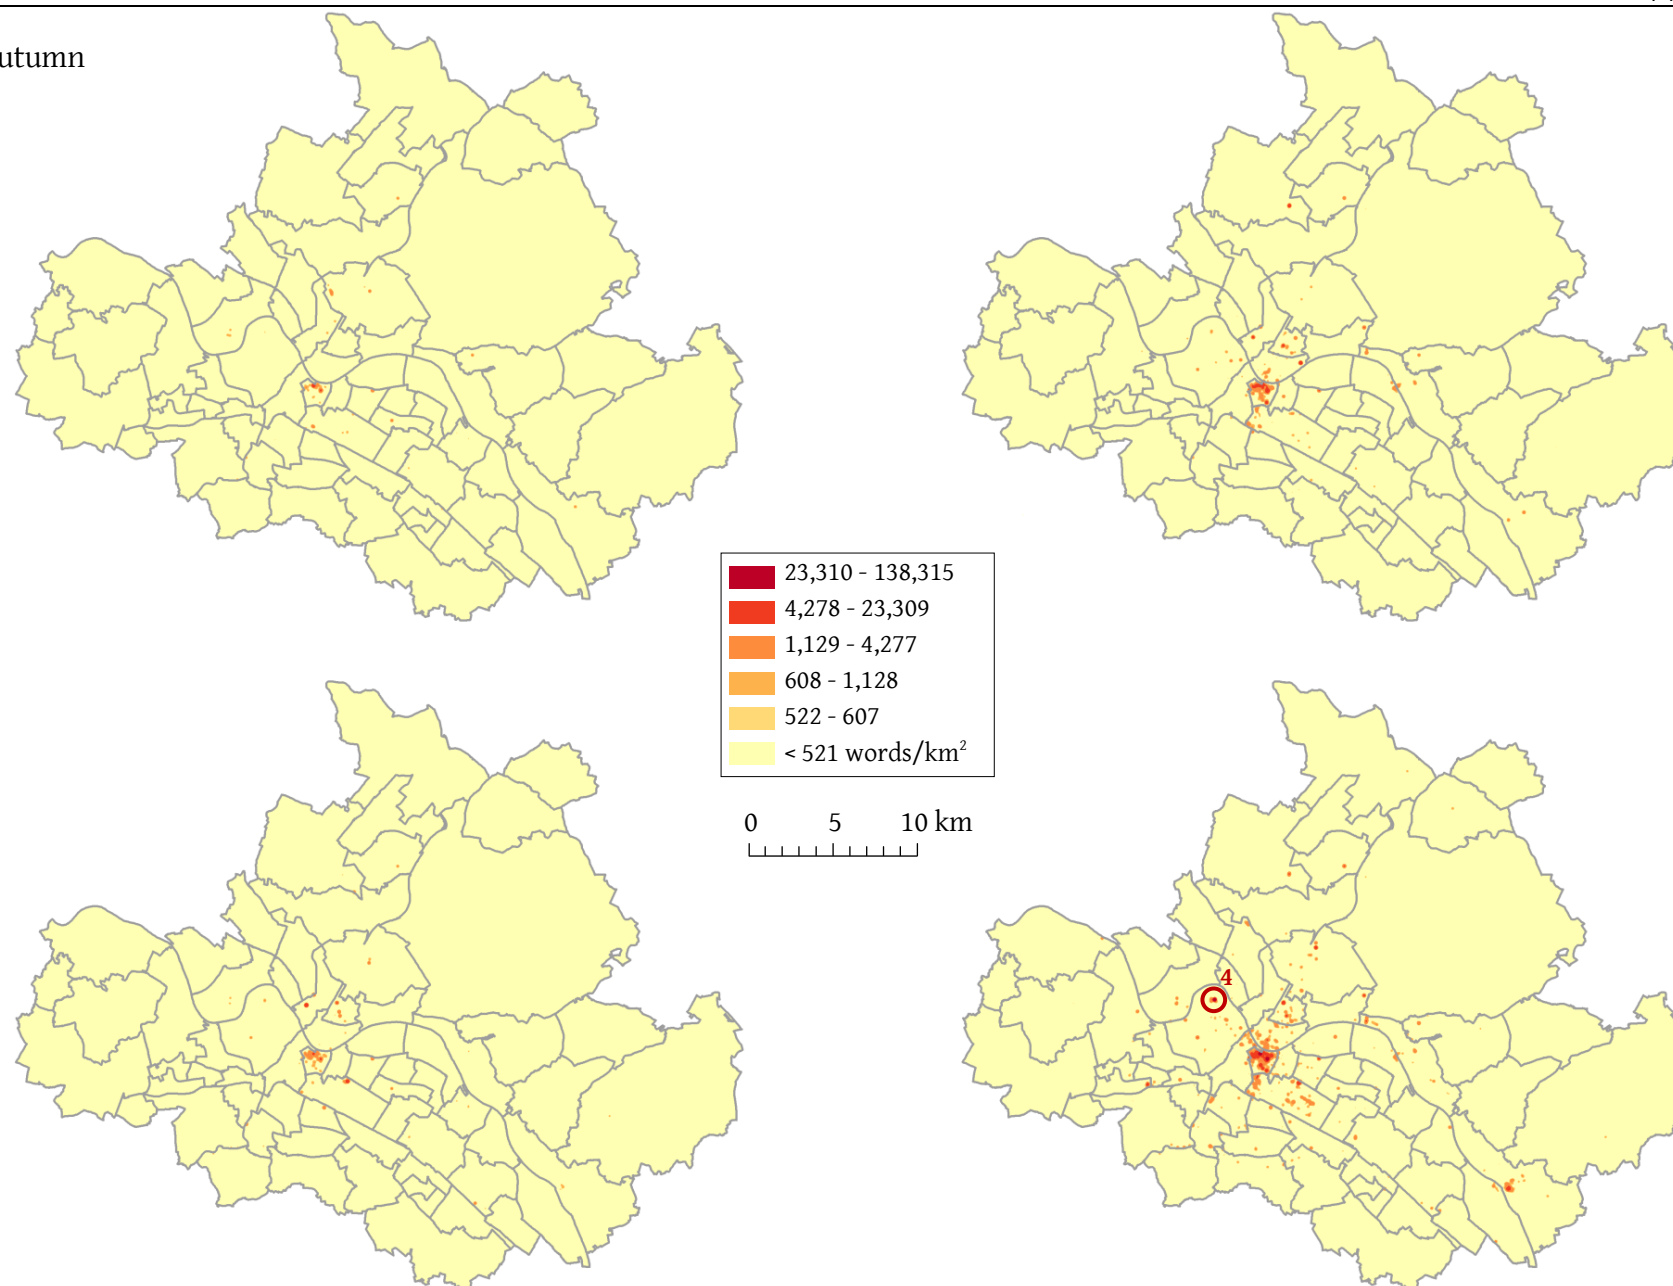 utumn
23,310 - 138,315
4,278 - 23,309
1,129 - 4,277
608 - 1,128
522 - 607
< 521 words/km²
0 5 10 km
4